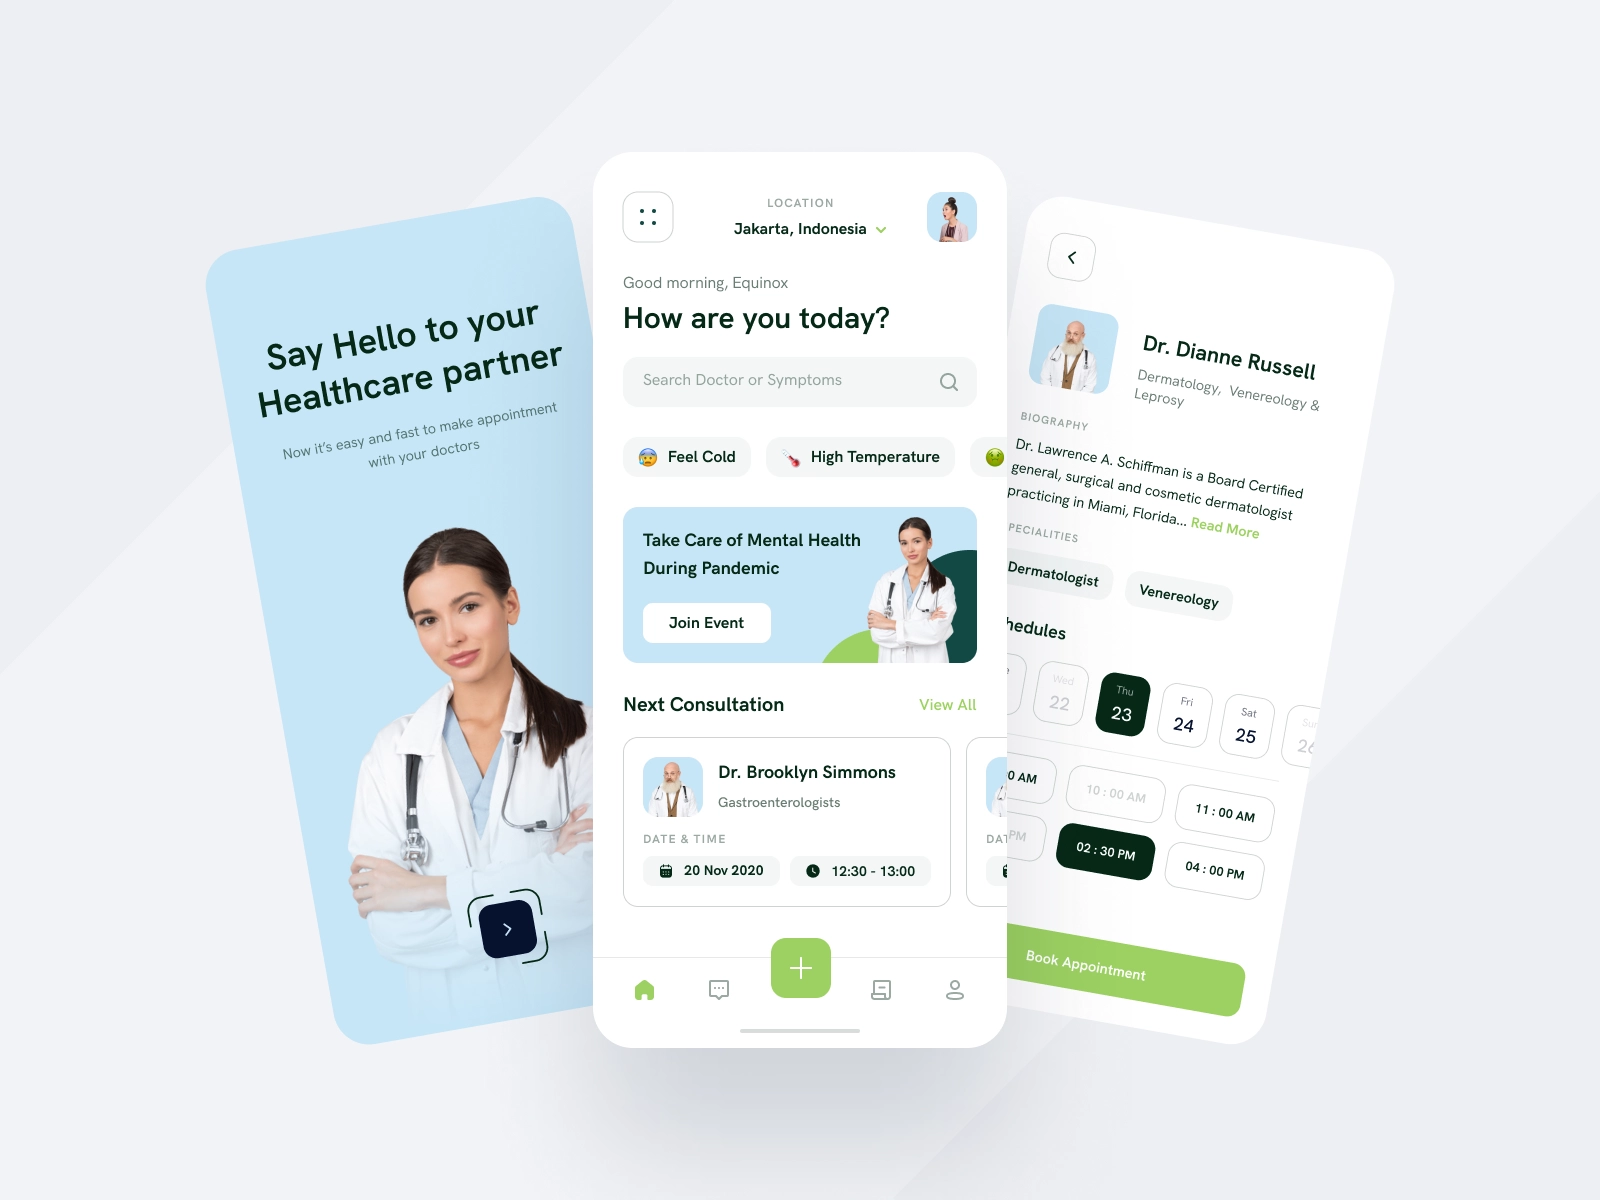 Say Hello to your
Healthcare partner
Now it's easy and fast to make appointment
with your doctors
LOCATION
Jakarta, Indonesia
Good morning, Equinox
How are you today?
Search Doctor or Symptoms
Feel Cold
High Temperature
Take Care of Mental Health
During Pandemic
Join Event
Next Consultation
View All
Dr. Brooklyn Simmons
Gastroenterologists
DATE & TIME
20 Nov 2020
12:30 - 13:00
DAT
Dr. Dianne Russell
Dermatology, Venereology &
Leprosy
BIOGRAPHY
Dr. Lawrence A. Schiffman is a Board Certified
general, surgical and cosmetic dermatologist
practicing in Miami, Florida... Read More
PECIALITIES
Dermatologist
Venereology
hedules
Wed
22
Thu
23
Fri
24
Sat
25
Sun
26
0 AM
10 : 00 AM
11 : 00 AM
PM
02 : 30 PM
04 : 00 PM
Book Appointment